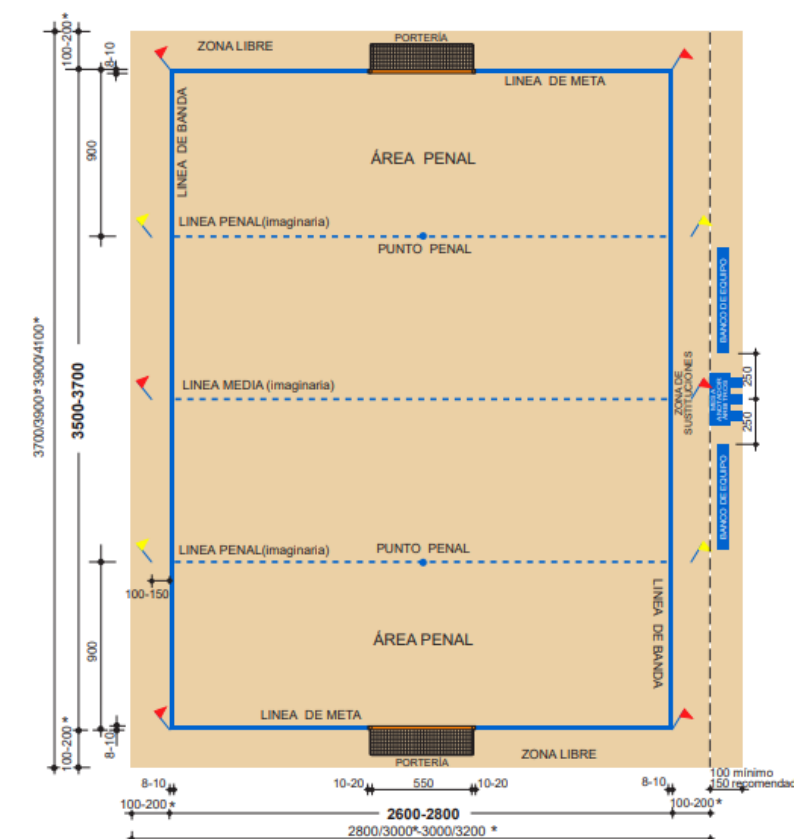 PORTERÍA
ZONA LIBRE
LINEA DE META
100-200*
8-10
LINEA DE BANDA
900
ÁREA PENAL
LINEA PENAL(imaginaria)
PUNTO PENAL
BANCO DE EQUIPO
3700/3900*3900/4100*
3500-3700
LINEA MEDIA (imaginaria)
ZONA DE
SUSTITUCIONES
MESA
ANOTADOR
ARBITROS
250
250
BANCO DE EQUIPO
LINEA PENAL(imaginaria)
PUNTO PENAL
100-150
900
ÁREA PENAL
LINEA DE BANDA
LINEA DE META
ZONA LIBRE
PORTERÍA
100-200*
8-10
8-10
10-20
550
10-20
8-10
100 mínimo
150 recomendad
100-200*
2600-2800
100-200*
2800/3000*-3000/3200 *